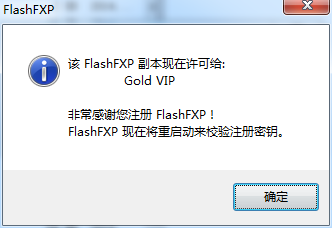 FlashFXP
该 FlashFXP 副本现在许可给:
Gold VIP
非常感谢您注册 FlashFXP！
FlashFXP 现在将重启动来校验注册密钥。
确定